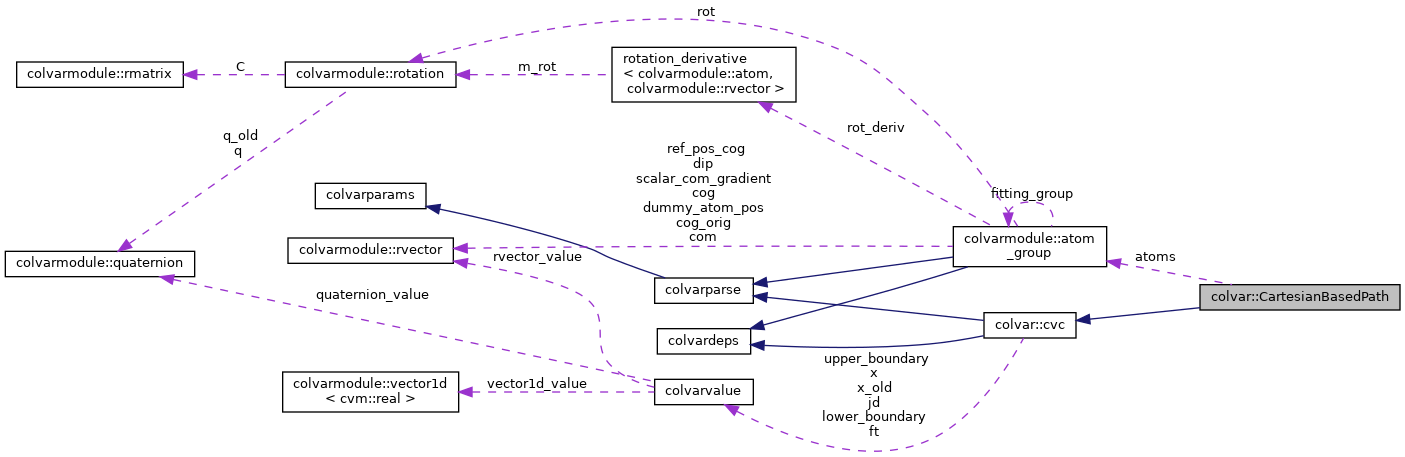 rot
colvarmodule::rmatrix
C
colvarmodule::rotation
m_rot
rotation_derivative
< colvarmodule::atom,
colvarmodule::rvector >
rot_deriv
q_old
q
ref_pos_cog
dip
scalar_com_gradient
cog
dummy_atom_pos
cog_orig
com
fitting_group
colvarparams
colvarmodule::atom
_group
colvarmodule::rvector
rvector_value
atoms
colvarmodule::quaternion
quaternion_value
colvarparse
colvar::CartesianBasedPath
colvar::cvc
colvardeps
upper_boundary
x
x_old
jd
lower_boundary
ft
colvarmodule::vector1d
< cvm::real >
vector1d_value
colvarvalue